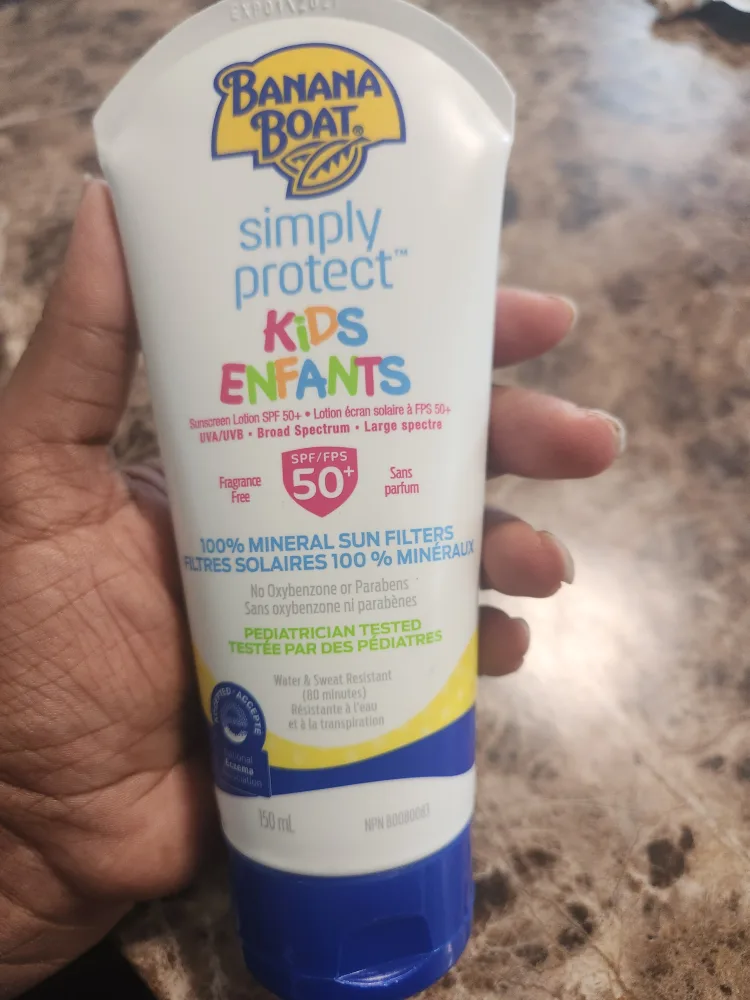 BANANA
BOAT®
simply
protect™
KiDS
ENFANTS
Sunscreen Lotion SPF 50+ • Lotion écran solaire à FPS 50+
UVA/UVB • Broad Spectrum • Large spectre
SPF/FPS
50+
Fragrance
Free
Sans
parfum
100% MINERAL SUN FILTERS
FILTRES SOLAIRES 100 % MINÉRAUX
No Oxybenzone or Parabens
Sans oxybenzone ni parabènes
PEDIATRICIAN TESTED
TESTÉE PAR DES PÉDIATRES
Water & Sweat Resistant
(80 minutes)
Résistante à l'eau
et à la transpiration
ACCEPTED • ACCEPTÉ
Eczema
150 mL